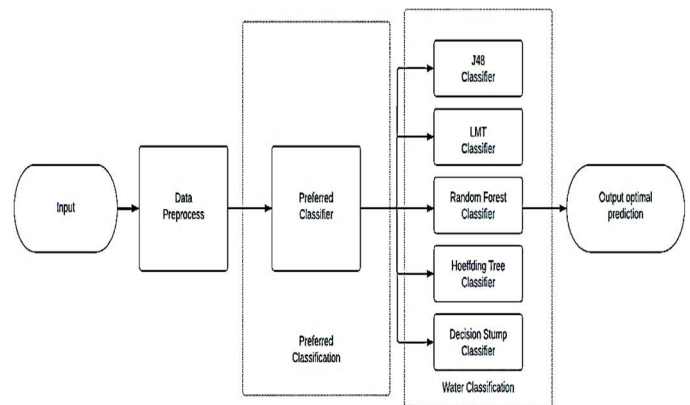 Input
Data
Preprocess
Preferred
Classifier
Preferred
Classification
J48
Classifier
LMT
Classifier
Random Forest
Classifier
Hoeffding Tree
Classifier
Decision Stump
Classifier
Water Classification
Output optimal
prediction